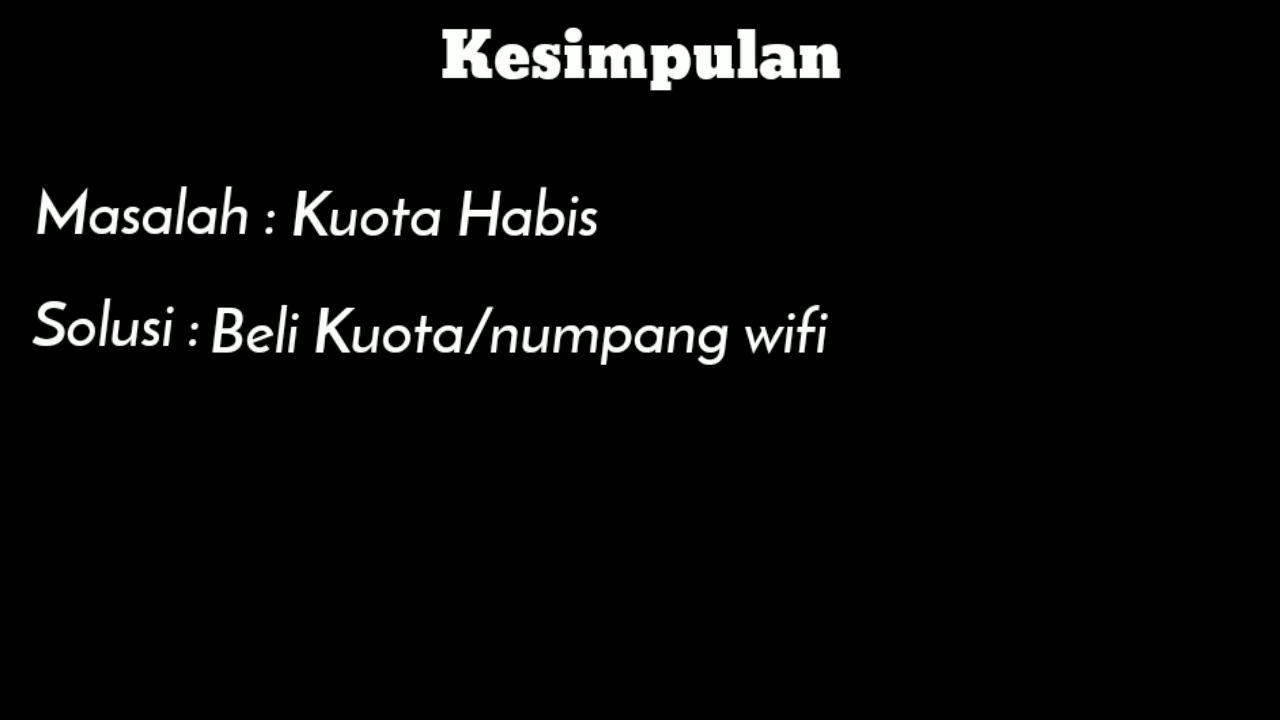 Kesimpulan
Masalah : Kuota Habis
Solusi : Beli Kuota/numpang wifi